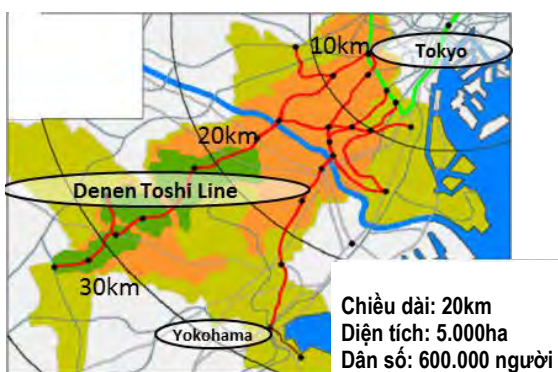 10km
Tokyo
20km
Denen Toshi Line
30km
Yokohama
Chiều dài: 20km
Diện tích: 5.000ha
Dân số: 600.000 người